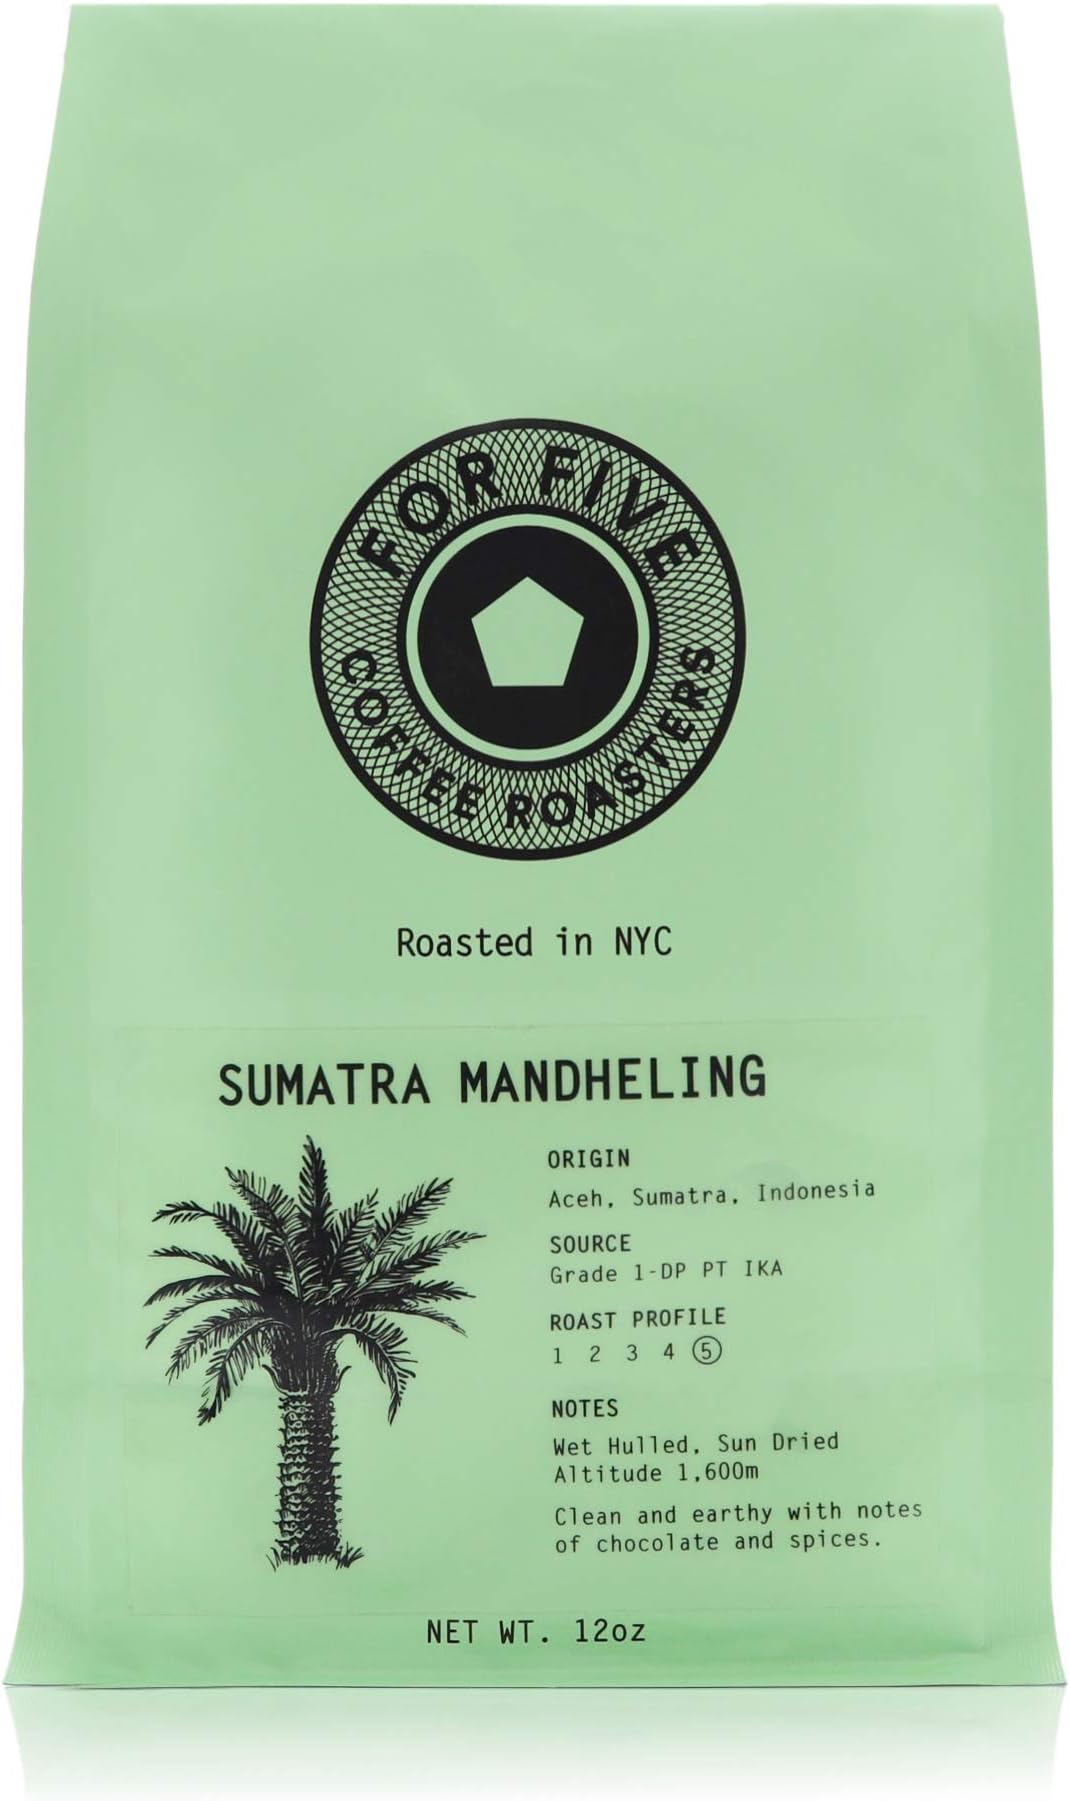 FOR FIVE
COFFEE ROASTERS
Roasted in NYC
SUMATRA MANDHELING
ORIGIN
Aceh, Sumatra, Indonesia
SOURCE
Grade 1-DP PT IKA
ROAST PROFILE
1 2 3 4 5
NOTES
Wet Hulled, Sun Dried
Altitude 1,600m
Clean and earthy with notes
of chocolate and spices.
NET WT. 12oz